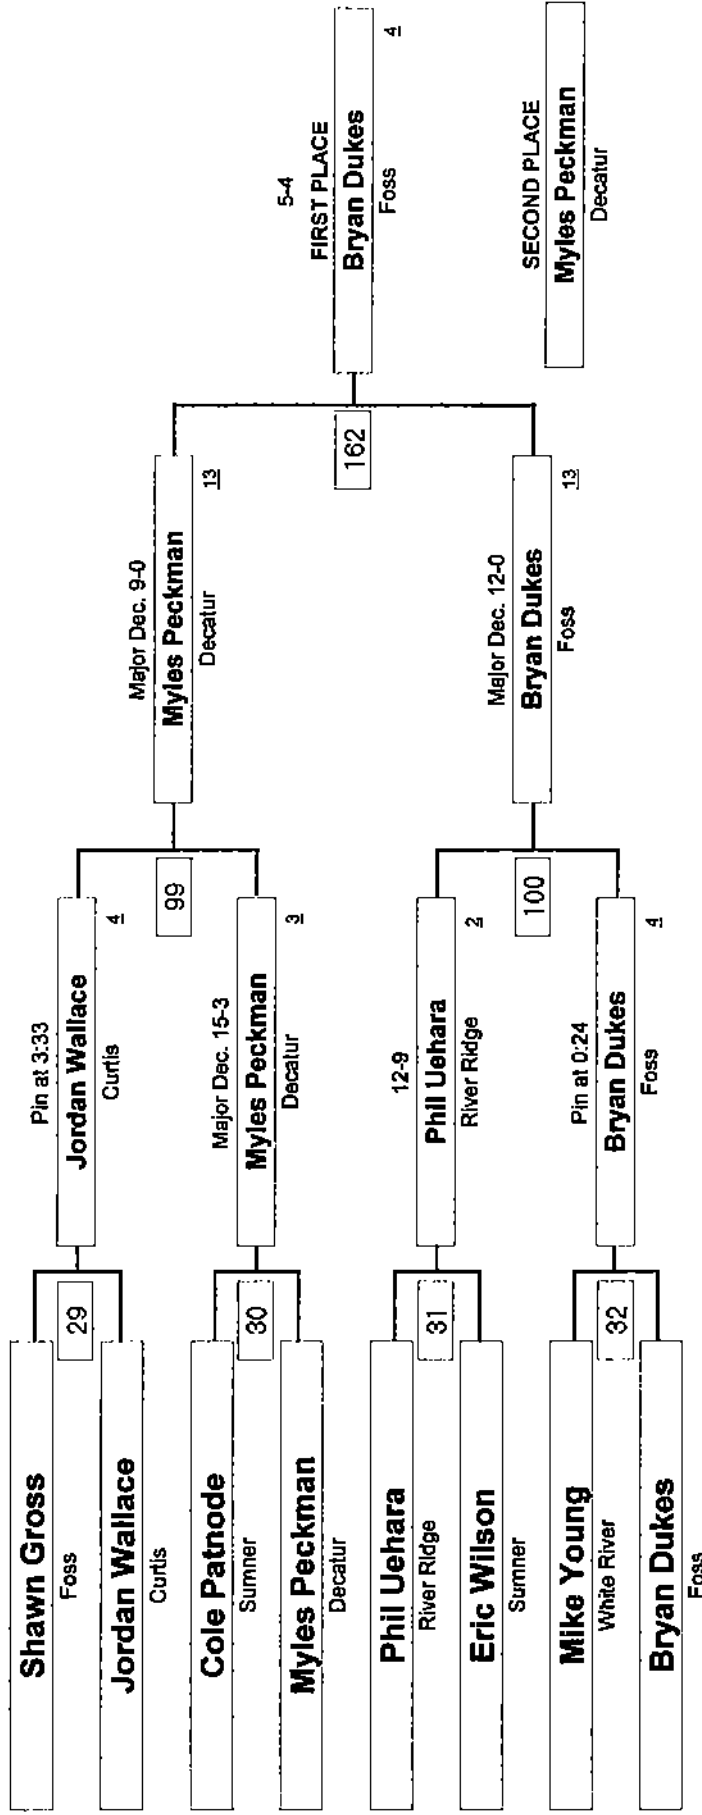 Shawn Gross
Foss
29
Jordan Wallace
Curtis
Cole Patnode
Sumner
30
Myles Peckman
Decatur
Phil Uehara
River Ridge
31
Eric Wilson
Sumner
Mike Young
White River
32
Bryan Dukes
Foss
Pin at 3:33
Jordan Wallace
Curtis
4
99
Major Dec. 15-3
Myles Peckman
Decatur
3
12-9
Phil Uehara
River Ridge
2
100
Pin at 0:24
Bryan Dukes
Foss
4
Major Dec. 9-0
Myles Peckman
Decatur
13
162
Major Dec. 12-0
Bryan Dukes
Foss
13
5-4
FIRST PLACE
Bryan Dukes
Foss
4
SECOND PLACE
Myles Peckman
Decatur